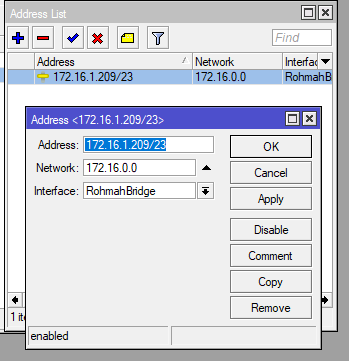 Address List
Find
Address / Network Interfac
172.16.1.209/23 172.16.0.0 RohmahB
Address <172.16.1.209/23>
Address: 172.16.1.209/23 OK
Network: 172.16.0.0 Cancel
Interface: RohmahBridge Apply
Disable
Comment
Copy
Remove
1 ite
enabled